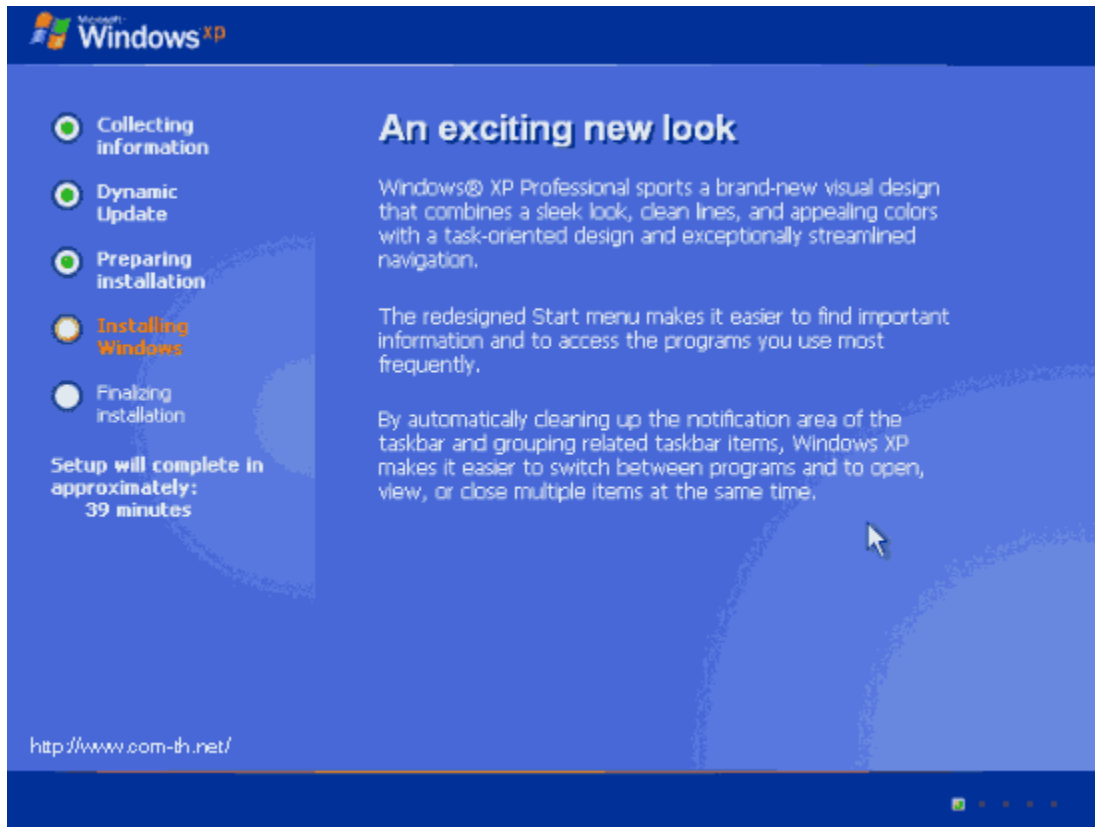 Microsoft
Windows xp
Collecting
information
Dynamic
Update
Preparing
installation
Installing
Windows
Finalizing
installation
Setup will complete in
approximately:
39 minutes
An exciting new look
Windows® XP Professional sports a brand-new visual design
that combines a sleek look, clean lines, and appealing colors
with a task-oriented design and exceptionally streamlined
navigation.
The redesigned Start menu makes it easier to find important
information and to access the programs you use most
frequently.
By automatically cleaning up the notification area of the
taskbar and grouping related taskbar items, Windows XP
makes it easier to switch between programs and to open,
view, or close multiple items at the same time.
http://www.com-th.net/